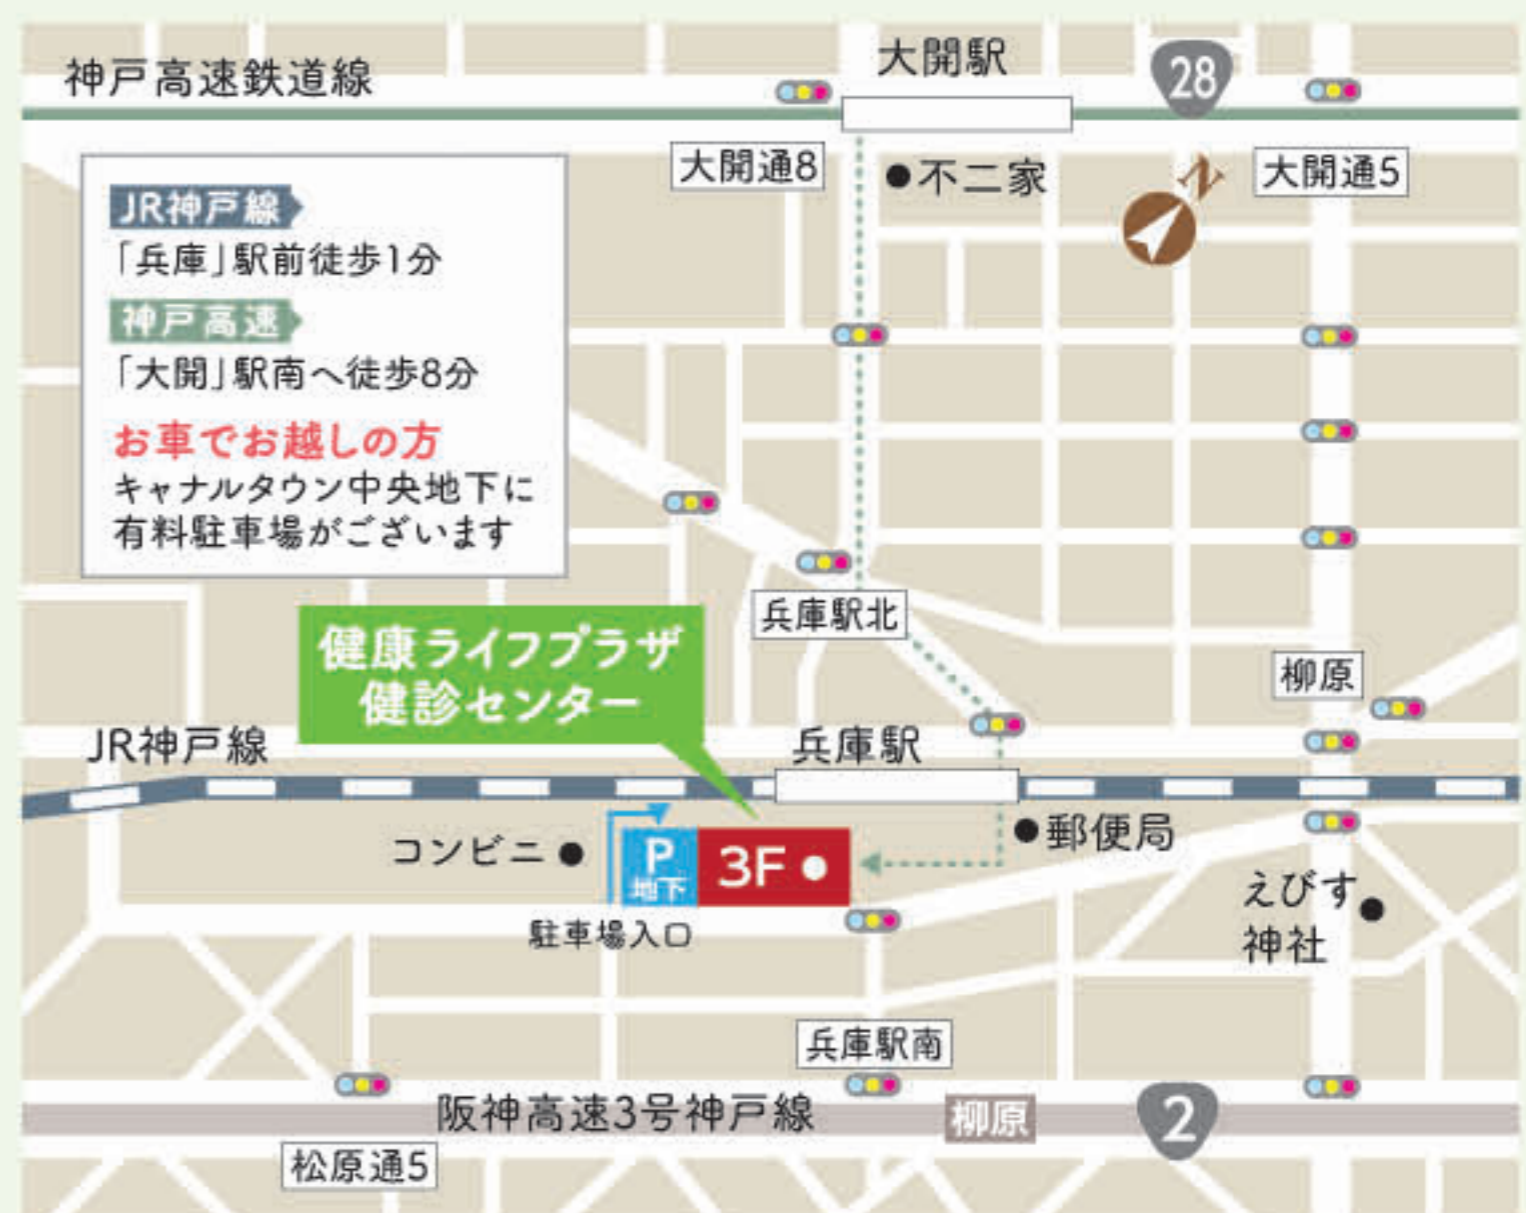 神戸高速鉄道線
大開駅
28
大開通8
不二家
N
大開通5
JR神戸線
「兵庫」駅前徒歩1分
神戸高速
「大開」駅南へ徒歩8分
お車でお越しの方
キャナルタウン中央地下に
有料駐車場がございます
兵庫駅北
健康ライフプラザ
健診センター
柳原
JR神戸線
兵庫駅
コンビニ
P
地下
3F
郵便局
えびす
神社
駐車場入口
兵庫駅南
阪神高速3号神戸線
柳原
2
松原通5